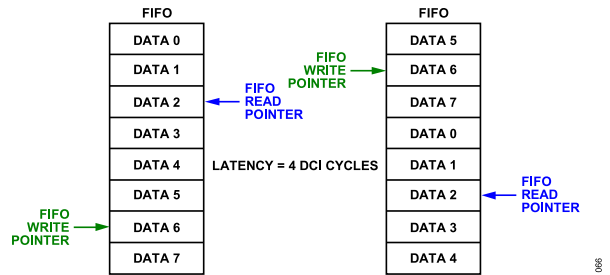 FIFO
DATA 0
DATA 1
DATA 2
DATA 3
DATA 4
DATA 5
DATA 6
DATA 7
FIFO
READ
POINTER
FIFO
WRITE
POINTER
LATENCY = 4 DCI CYCLES
FIFO
DATA 5
DATA 6
DATA 7
DATA 0
DATA 1
DATA 2
DATA 3
DATA 4
FIFO
WRITE
POINTER
FIFO
READ
POINTER
066